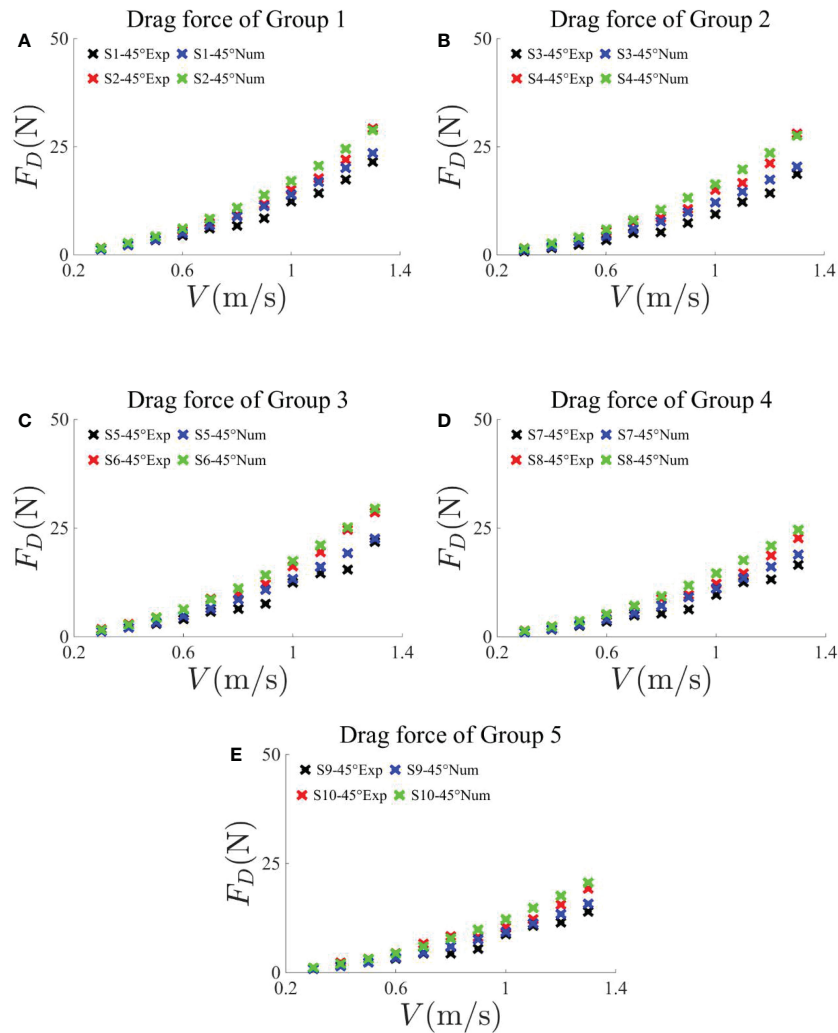 A
Drag force of Group 1
50
S1-45°Exp S1-45°Num
S2-45°Exp S2-45°Num
25
0
F_D(N)
0.2 0.6 1 1.4
V(m/s)
B
Drag force of Group 2
50
S3-45°Exp S3-45°Num
S4-45°Exp S4-45°Num
25
0
F_D(N)
0.2 0.6 1 1.4
V(m/s)
C
Drag force of Group 3
50
S5-45°Exp S5-45°Num
S6-45°Exp S6-45°Num
25
0
F_D(N)
0.2 0.6 1 1.4
V(m/s)
D
Drag force of Group 4
50
S7-45°Exp S7-45°Num
S8-45°Exp S8-45°Num
25
0
F_D(N)
0.2 0.6 1 1.4
V(m/s)
E
Drag force of Group 5
50
S9-45°Exp S9-45°Num
S10-45°Exp S10-45°Num
25
0
F_D(N)
0.2 0.6 1 1.4
V(m/s)